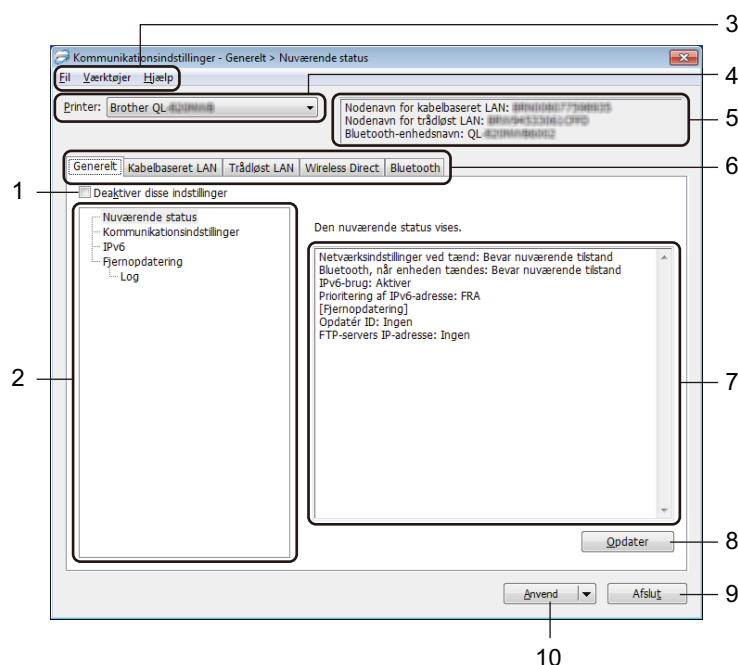 3
Kommunikationsindstillinger - Generelt > Nuværende status
Fil Værktøjer Hjælp
4
Printer: Brother QL-
Nodenavn for kabelbaseret LAN:
Nodenavn for trådløst LAN:
Bluetooth-enhedsnavn: QL-
5
Generelt Kabelbaseret LAN Trådløst LAN Wireless Direct Bluetooth
6
1
Deaktiver disse indstillinger
Nuværende status
Kommunikationsindstillinger
IPv6
Fjernopdatering
Log
2
Den nuværende status vises.
Netværksindstillinger ved tænd: Bevar nuværende tilstand
Bluetooth, når enheden tændes: Bevar nuværende tilstand
IPv6-brug: Aktiver
Prioritering af IPv6-adresse: FRA
[Fjernopdatering]
Opdatér ID: Ingen
FTP-servers IP-adresse: Ingen
7
Opdater
8
Anvend
Afslut
9
10